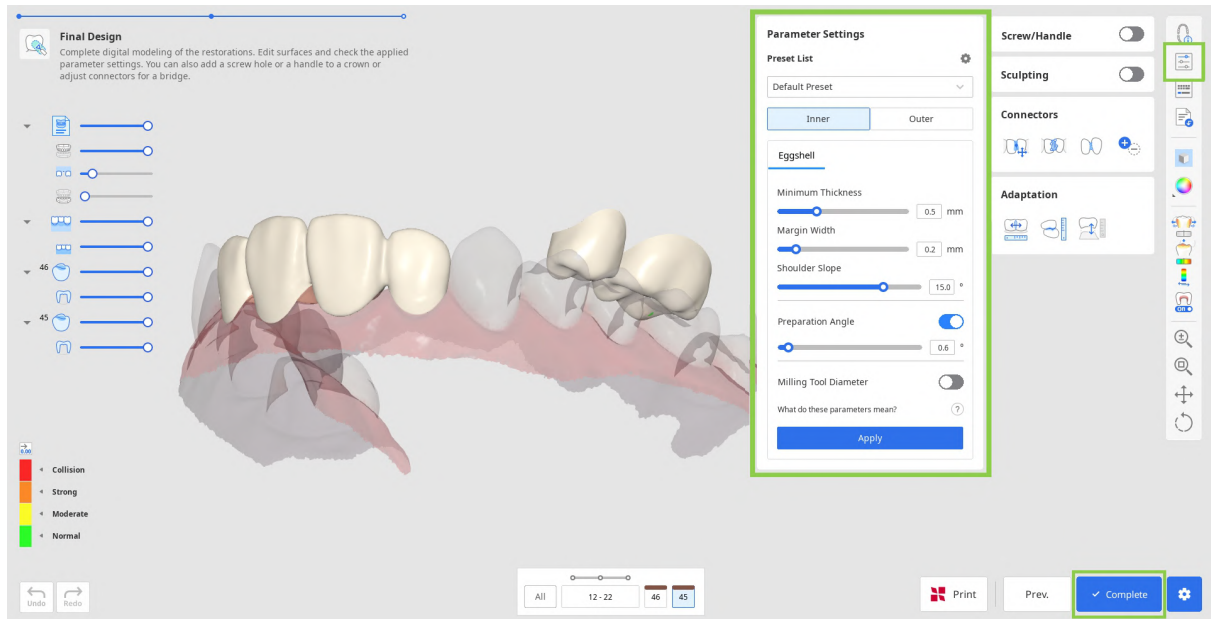 Final Design
Complete digital modeling of the restorations. Edit surfaces and check the applied
parameter settings. You can also add a screw hole or a handle to a crown or
adjust connectors for a bridge.
46
45
0.00
Collision
Strong
Moderate
Normal
Undo
Redo
All
12 - 22
46
45
Parameter Settings
Preset List
Default Preset
Inner
Outer
Eggshell
Minimum Thickness
0.5 mm
Margin Width
0.2 mm
Shoulder Slope
15.0 °
Preparation Angle
0.6 °
Milling Tool Diameter
What do these parameters mean?
?
Apply
Screw/Handle
Sculpting
Connectors
Adaptation
ON
Print
Prev.
Complete